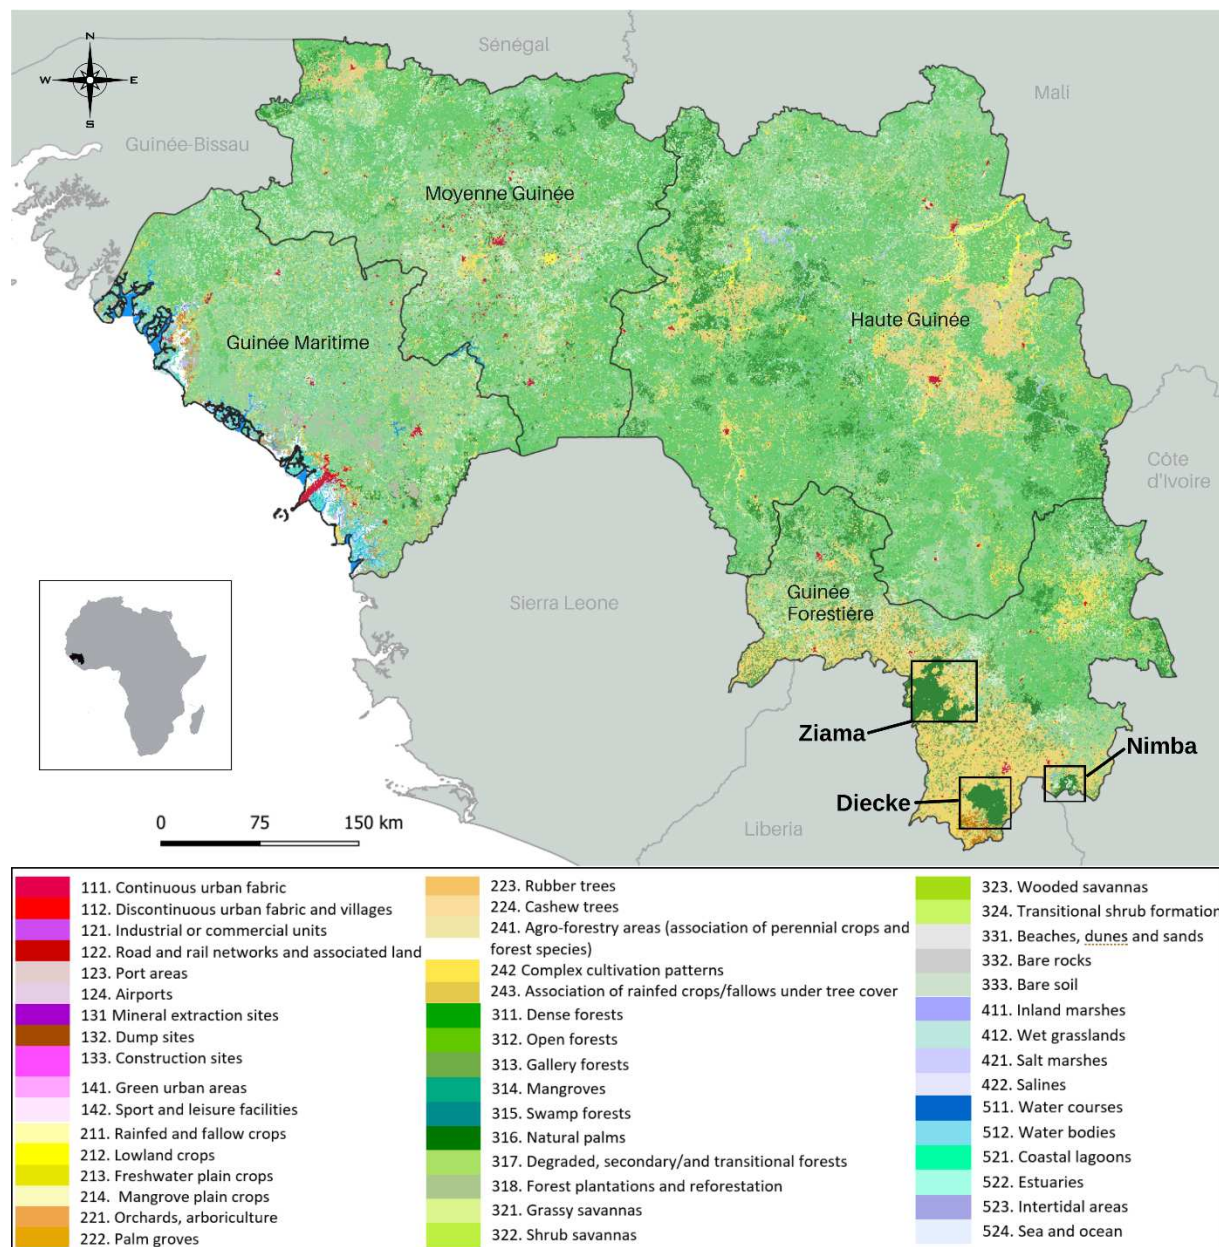 N
W E
S
Sénégal
Mali
Guinée-Bissau
Moyenne Guinée
Haute Guinée
Guinée Maritime
Côte
d'Ivoire
Sierra Leone
Guinée
Forestière
Ziama
Nimba
Diecke
Liberia
0 75 150 km
111. Continuous urban fabric
112. Discontinuous urban fabric and villages
121. Industrial or commercial units
122. Road and rail networks and associated land
123. Port areas
124. Airports
131 Mineral extraction sites
132. Dump sites
133. Construction sites
141. Green urban areas
142. Sport and leisure facilities
211. Rainfed and fallow crops
212. Lowland crops
213. Freshwater plain crops
214. Mangrove plain crops
221. Orchards, arboriculture
222. Palm groves
223. Rubber trees
224. Cashew trees
241. Agro-forestry areas (association of perennial crops and
forest species)
242 Complex cultivation patterns
243. Association of rainfed crops/fallows under tree cover
311. Dense forests
312. Open forests
313. Gallery forests
314. Mangroves
315. Swamp forests
316. Natural palms
317. Degraded, secondary/and transitional forests
318. Forest plantations and reforestation
321. Grassy savannas
322. Shrub savannas
323. Wooded savannas
324. Transitional shrub formation
331. Beaches, dunes and sands
332. Bare rocks
333. Bare soil
411. Inland marshes
412. Wet grasslands
421. Salt marshes
422. Salines
511. Water courses
512. Water bodies
521. Coastal lagoons
522. Estuaries
523. Intertidal areas
524. Sea and ocean